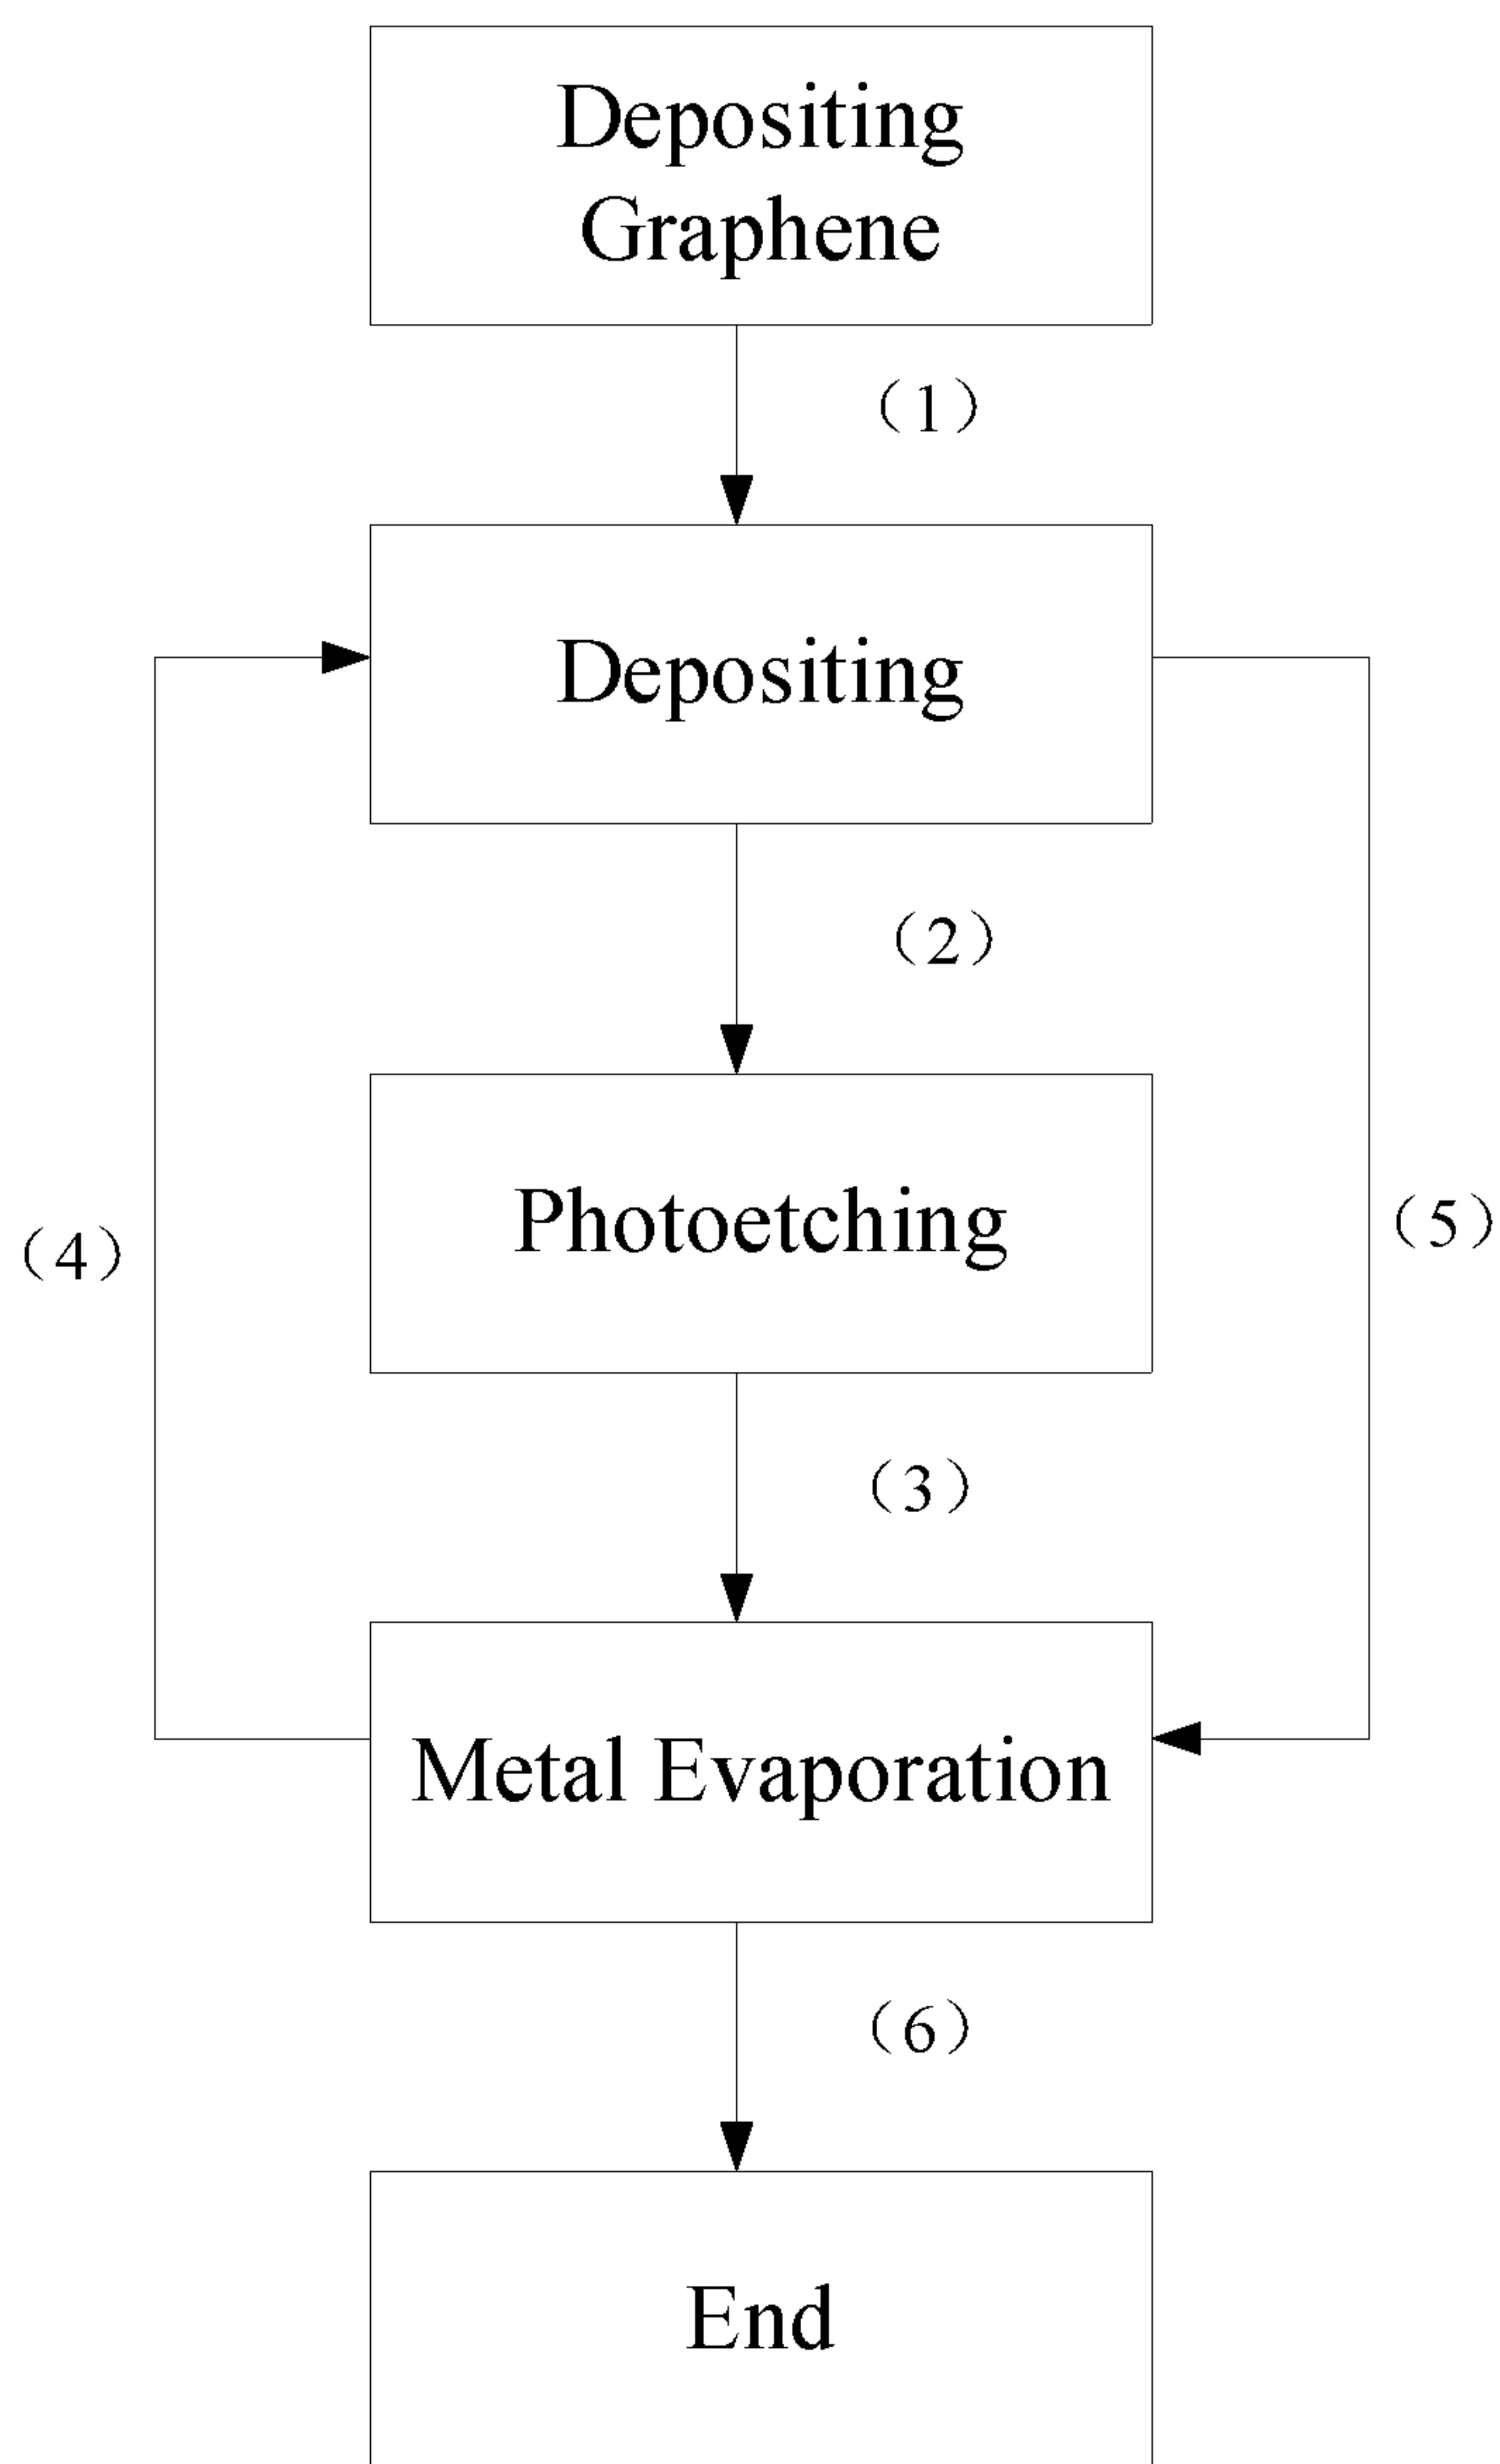 Depositing
Graphene
（1）
Depositing
（2）
Photoetching
（4）
（5）
（3）
Metal Evaporation
（6）
End